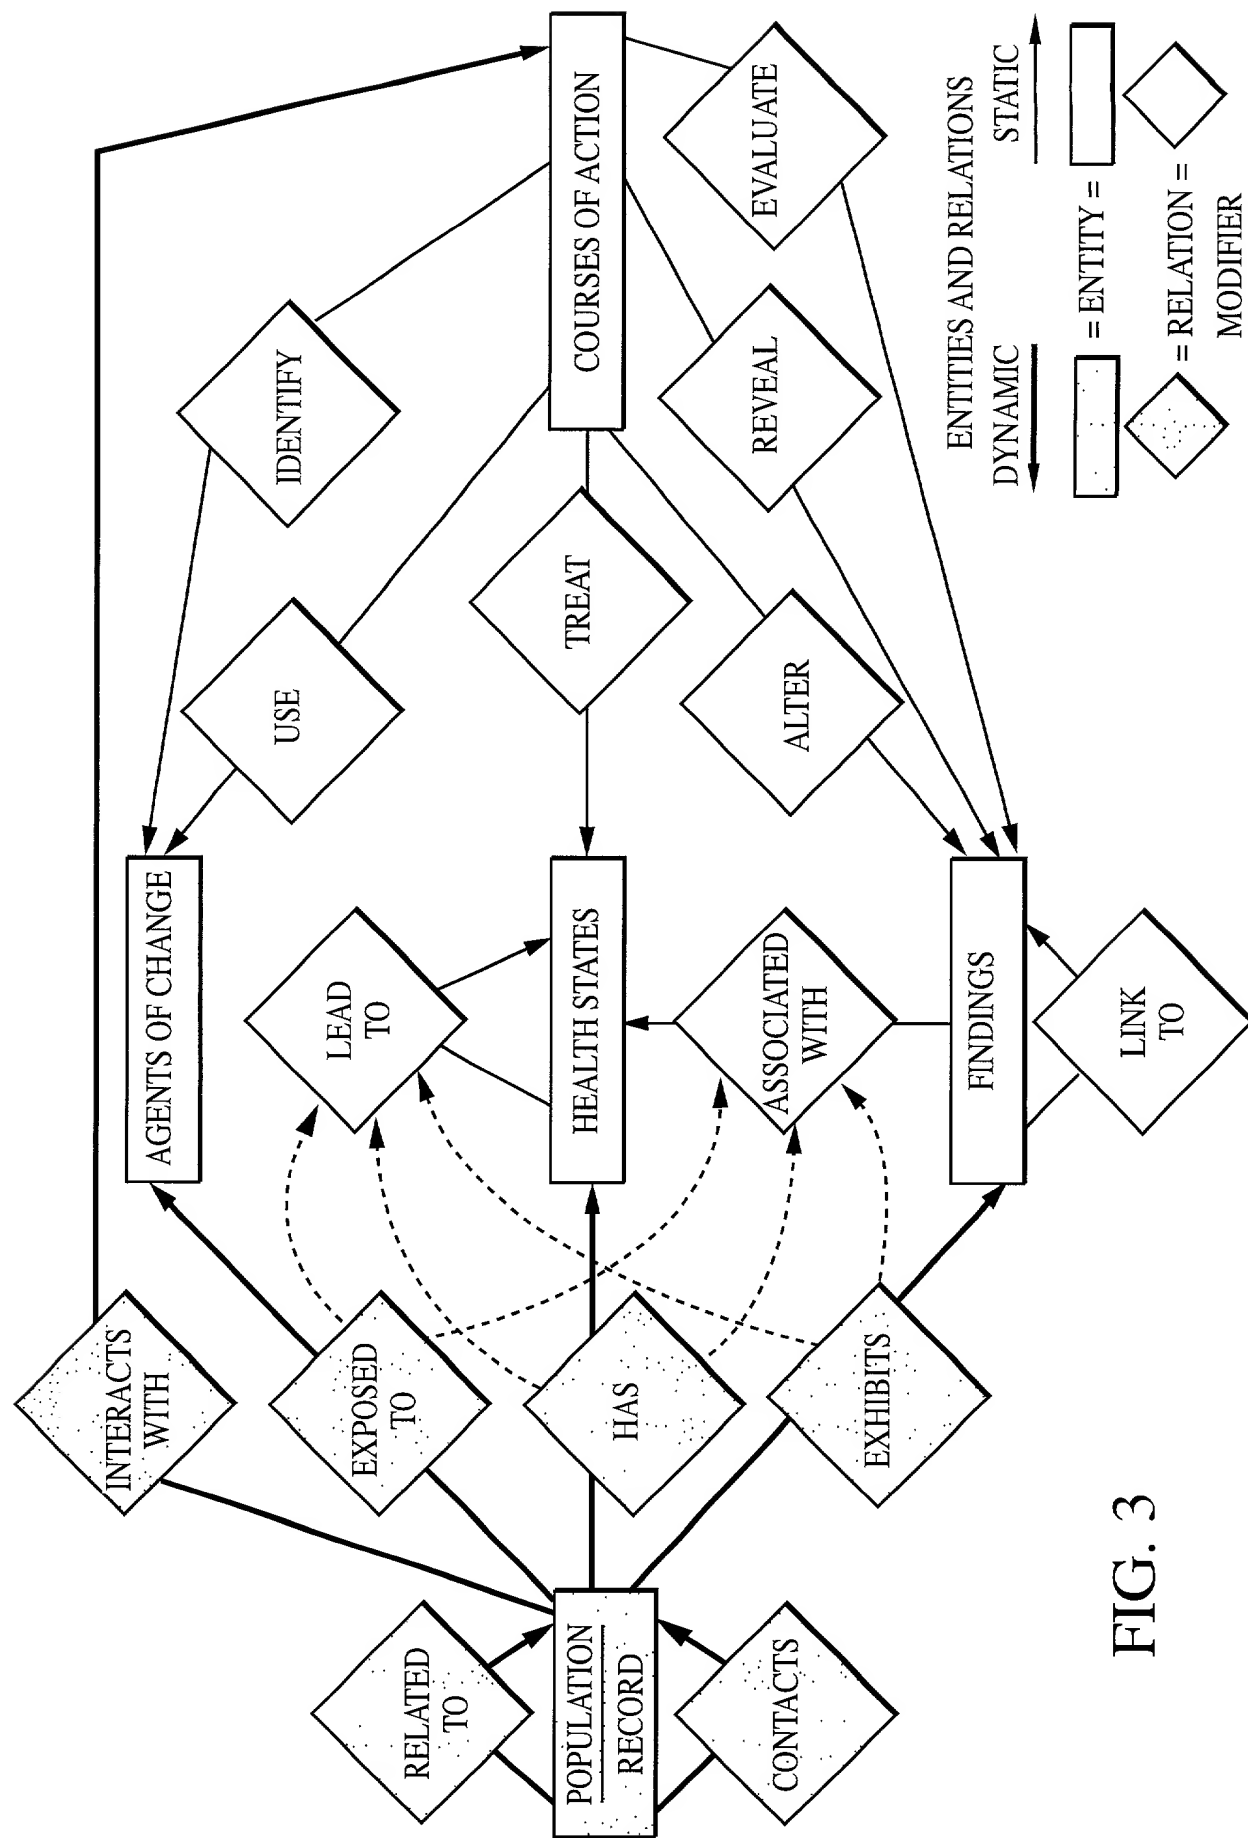 INTERACTS
WITH
AGENTS OF CHANGE
IDENTIFY
USE
EXPOSED
TO
LEAD
TO
RELATED
TO
POPULATION
RECORD
HAS
HEALTH STATES
TREAT
COURSES OF ACTION
CONTACTS
EXHIBITS
ASSOCIATED
WITH
ALTER
REVEAL
EVALUATE
FINDINGS
LINK
TO
ENTITIES AND RELATIONS
DYNAMIC
STATIC
= ENTITY =
= RELATION =
MODIFIER
FIG. 3